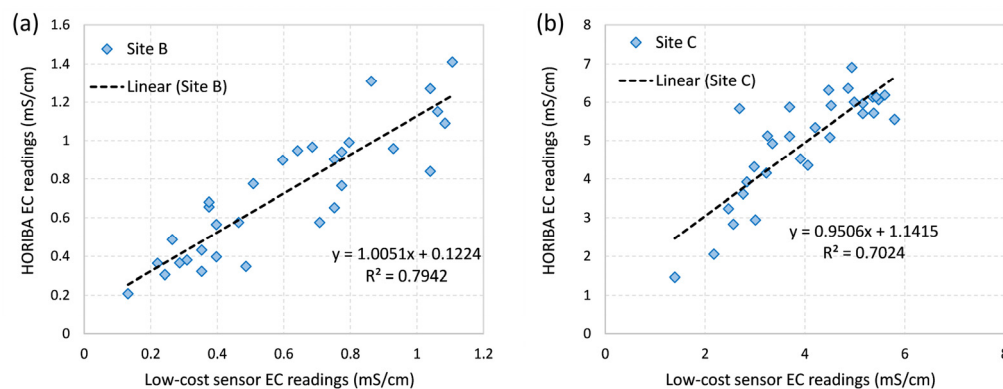 (a)
1.6
1.4
1.2
1
0.8
0.6
0.4
0.2
0
HORIBA EC readings (mS/cm)
Site B
Linear (Site B)
y = 1.0051x + 0.1224
R² = 0.7942
0 0.2 0.4 0.6 0.8 1 1.2
Low-cost sensor EC readings (mS/cm)
(b)
8
7
6
5
4
3
2
1
0
HORIBA EC readings (mS/cm)
Site C
Linear (Site C)
y = 0.9506x + 1.1415
R² = 0.7024
0 2 4 6 8
Low-cost sensor EC readings (mS/cm)